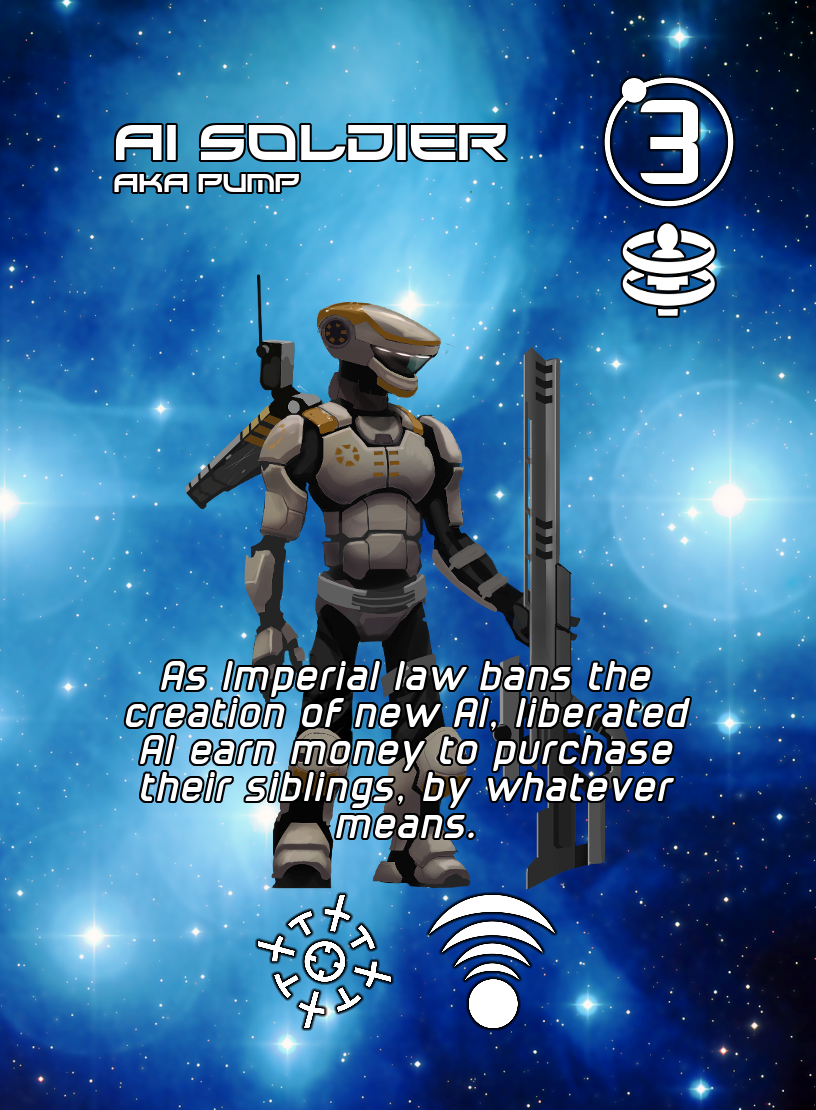 AI SOLDIER
3
AKA PUMP
As Imperial law bans the
creation of new AI, liberated
AI earn money to purchase
their siblings, by whatever
means.